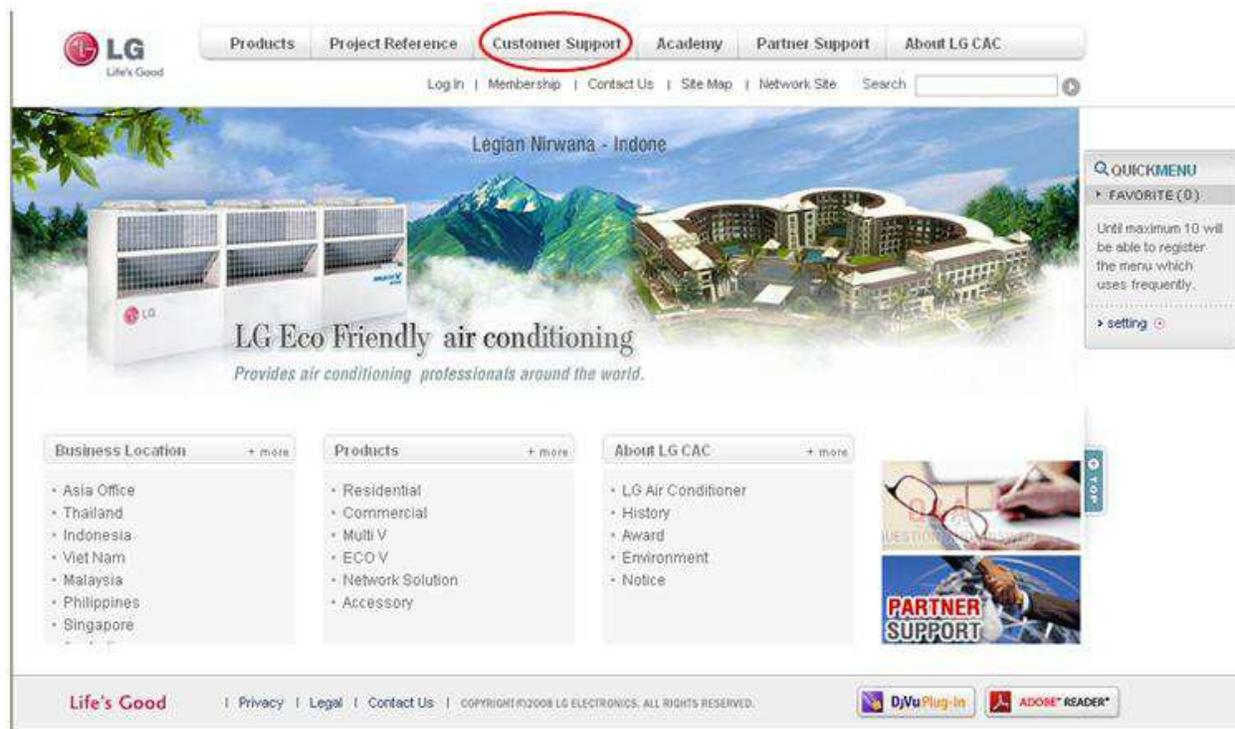 LG
Life's Good
Products Project Reference Customer Support Academy Partner Support About LG CAC
Log In | Membership | Contact Us | Site Map | Network Site Search
Legian Nirwana - Indone
QUICKMENU
FAVORITE(0)
Until maximum 10 will
be able to register
the menu which
uses frequently.
setting
LG
MULTI V
LG Eco Friendly air conditioning
Provides air conditioning professionals around the world.
Business Location + more
Asia Office
Thailand
Indonesia
Viet Nam
Malaysia
Philippines
Singapore
Products + more
Residential
Commercial
Multi V
ECO V
Network Solution
Accessory
About LG CAC + more
LG Air Conditioner
History
Award
Environment
Notice
Q&A
PARTNER
SUPPORT
TOP
Life's Good | Privacy | Legal | Contact Us | COPYRIGHT(C)2008 LG ELECTRONICS. ALL RIGHTS RESERVED.
DjVu Plug-in
ADOBE® READER®